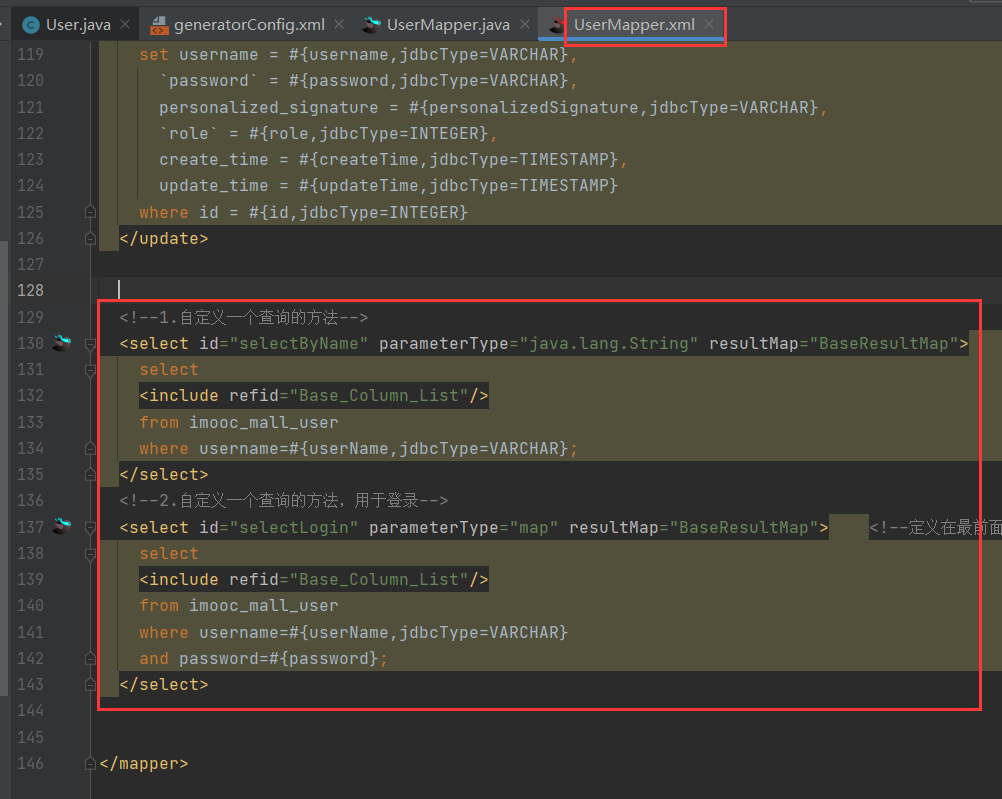 User.java
generatorConfig.xml
UserMapper.java
UserMapper.xml
119 set username = #{username,jdbcType=VARCHAR},
120 `password` = #{password,jdbcType=VARCHAR},
121 personalized_signature = #{personalizedSignature,jdbcType=VARCHAR},
122 `role` = #{role,jdbcType=INTEGER},
123 create_time = #{createTime,jdbcType=TIMESTAMP},
124 update_time = #{updateTime,jdbcType=TIMESTAMP}
125 where id = #{id,jdbcType=INTEGER}
126 </update>
127
128
129 <!--1.自定义一个查询的方法-->
130 <select id="selectByName" parameterType="java.lang.String" resultMap="BaseResultMap">
131 select
132 <include refid="Base_Column_List"/>
133 from imooc_mall_user
134 where username=#{userName,jdbcType=VARCHAR};
135 </select>
136 <!--2.自定义一个查询的方法，用于登录-->
137 <select id="selectLogin" parameterType="map" resultMap="BaseResultMap"> <!--定义在最前面
138 select
139 <include refid="Base_Column_List"/>
140 from imooc_mall_user
141 where username=#{userName,jdbcType=VARCHAR}
142 and password=#{password};
143 </select>
144
145
146 </mapper>